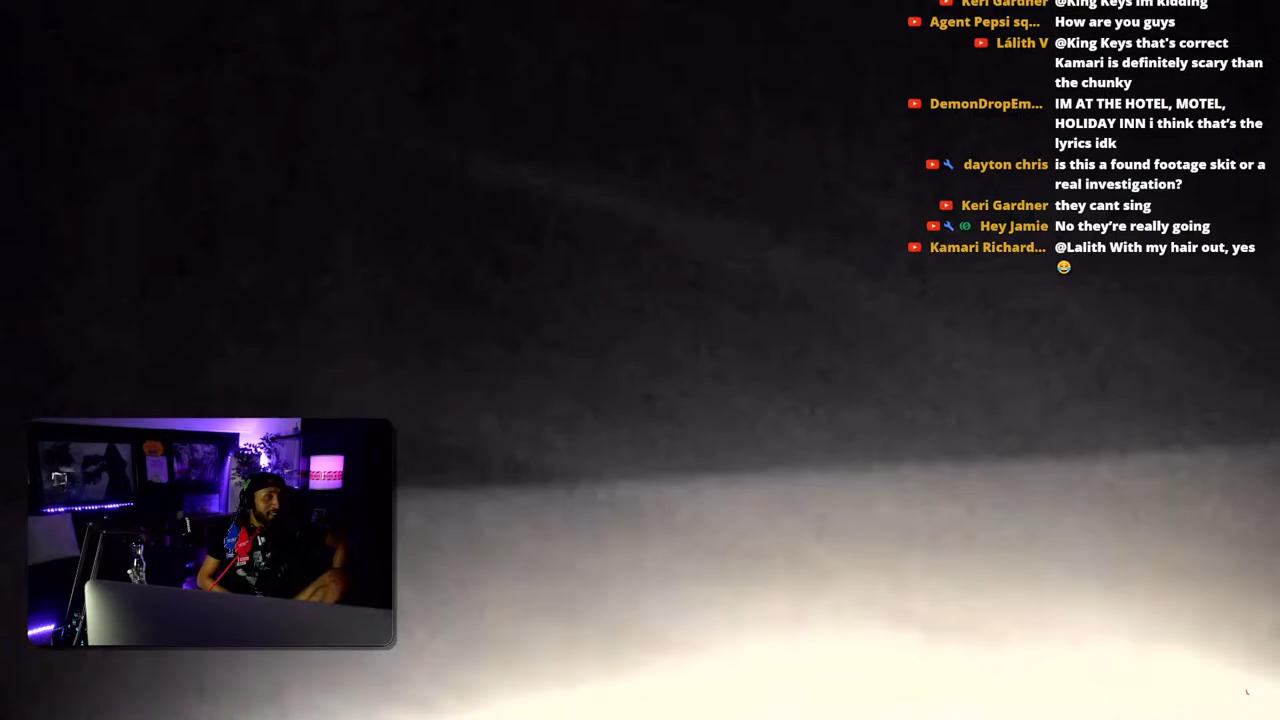 Keri Gardner @King Keys im kidding
Agent Pepsi sq... How are you guys
Lálith V @King Keys that's correct
Kamari is definitely scary than
the chunky
DemonDropEm... IM AT THE HOTEL, MOTEL,
HOLIDAY INN i think that’s the
lyrics idk
dayton chris is this a found footage skit or a
real investigation?
Keri Gardner they cant sing
Hey Jamie No they’re really going
Kamari Richard... @Lalith With my hair out, yes
😂